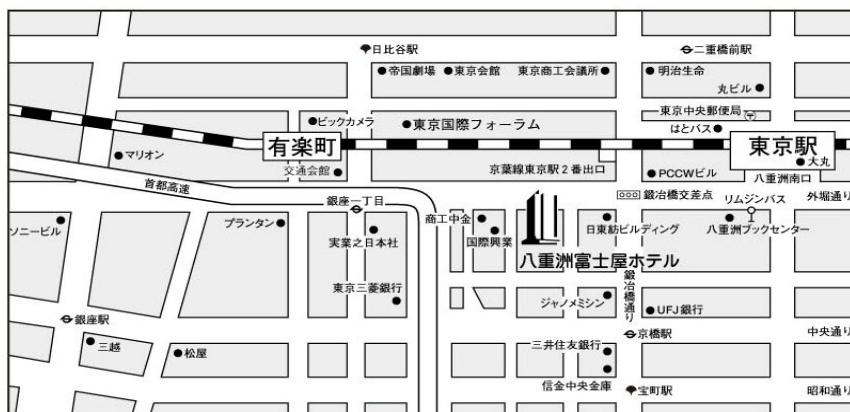 日比谷駅
二重橋前駅
帝国劇場
東京会館
東京商工会議所
明治生命
丸ビル
東京中央郵便局
ビックカメラ
東京国際フォーラム
はとバス
有楽町
東京駅
マリオン
交通会館
京葉線東京駅2番出口
PCCWビル
大丸
八重洲南口
首都高速
鍛冶橋交差点
リムジンバス
外堀通り
銀座一丁目
ソニービル
プランタン
実業之日本社
商工中金
国際興業
日東紡ビルディング
八重洲ブックセンター
八重洲富士屋ホテル
鍛冶橋通り
東京三菱銀行
ジャノメミシン
UFJ銀行
銀座駅
京橋駅
中央通り
三越
松屋
三井住友銀行
信金中央金庫
宝町駅
昭和通り